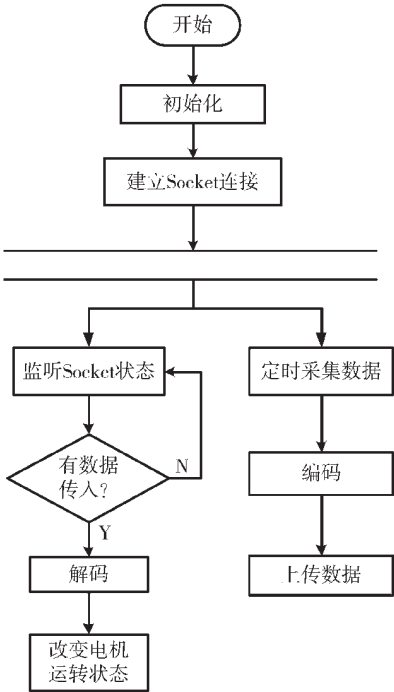 开始
初始化
建立Socket连接
监听Socket状态
定时采集数据
有数据
传入?
N
编码
Y
解码
上传数据
改变电机
运转状态